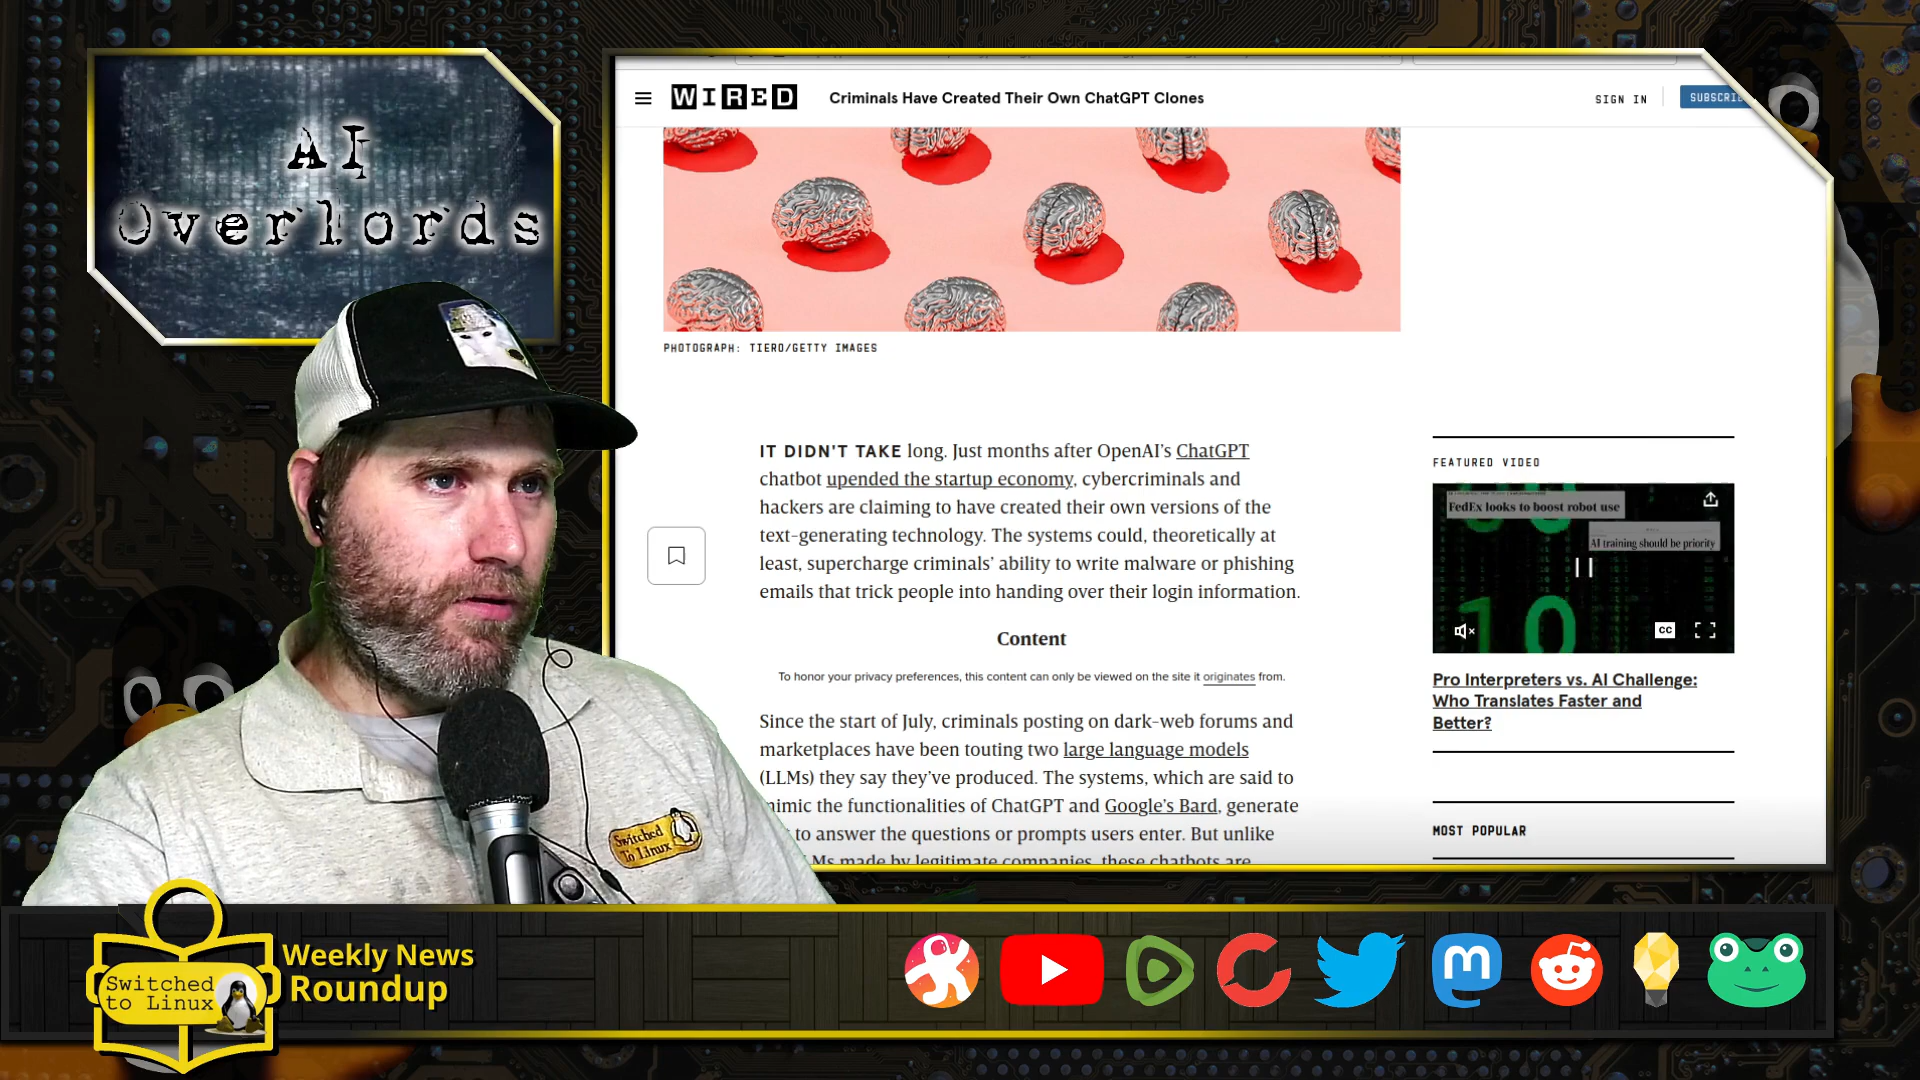 AI
Overlords
WIRED
Criminals Have Created Their Own ChatGPT Clones
SIGN IN
PHOTOGRAPH: TIERO/GETTY IMAGES
IT DIDN'T TAKE long. Just months after OpenAI's ChatGPT
chatbot upended the startup economy, cybercriminals and
hackers are claiming to have created their own versions of the
text-generating technology. The systems could, theoretically at
least, supercharge criminals' ability to write malware or phishing
emails that trick people into handing over their login information.
Content
To honor your privacy preferences, this content can only be viewed on the site it originates from.
Since the start of July, criminals posting on dark-web forums and
marketplaces have been touting two large language models
(LLMs) they say they've produced. The systems, which are said to
mimic the functionalities of ChatGPT and Google's Bard, generate
to answer the questions or prompts users enter. But unlike
made by legitimate companies, these chatbots are
FEATURED VIDEO
FedEx looks to boost robot use
AI training should be priority
10
CC
Pro Interpreters vs. AI Challenge:
Who Translates Faster and
Better?
MOST POPULAR
Switched
To Linux
Switched
to Linux
Weekly News
Roundup